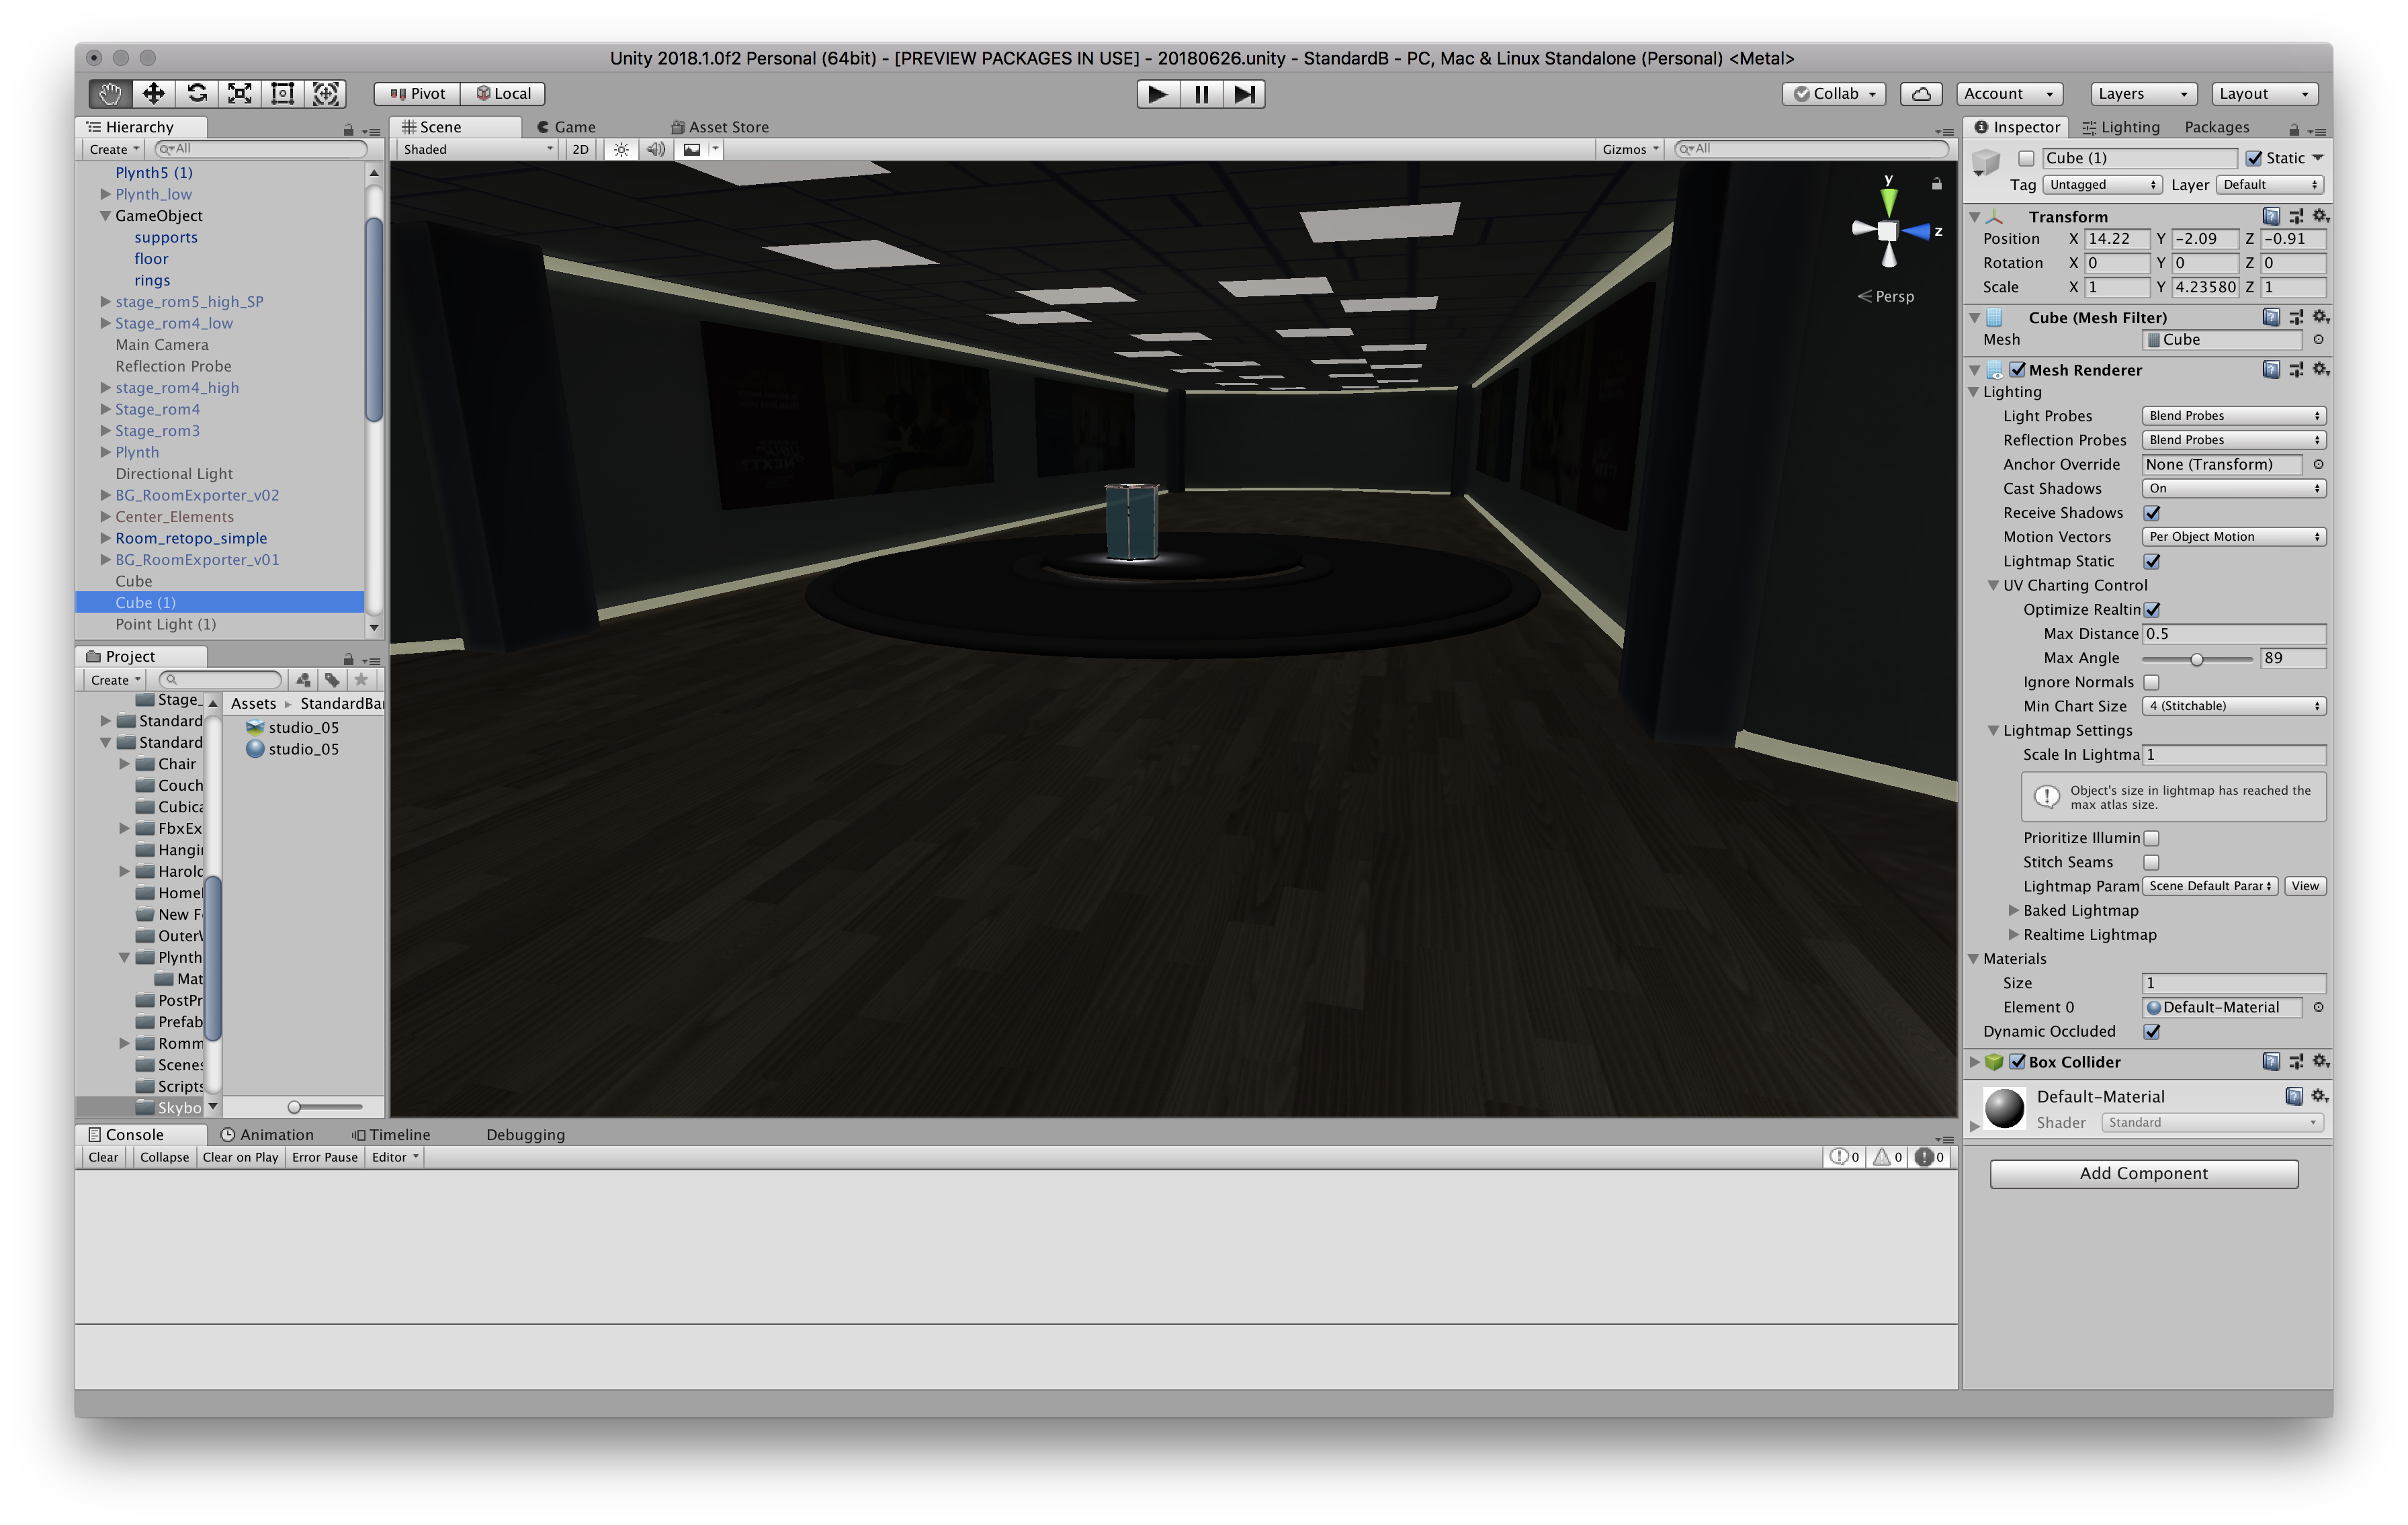 Unity 2018.1.0f2 Personal (64bit) - [PREVIEW PACKAGES IN USE] - 20180626.unity - StandardB - PC, Mac & Linux Standalone (Personal) <Metal>
Pivot Local Collab Account Layers Layout
Hierarchy
Create All
Plynth5 (1)
Plynth_low
GameObject
supports
floor
rings
stage_rom5_high_SP
Stage_rom4_low
Main Camera
Reflection Probe
stage_rom4_high
Stage_rom4
Stage_rom3
Plynth
Directional Light
BG_RoomExporter_v02
Center_Elements
Room_retopo_simple
BG_RoomExporter_v01
Cube
Cube (1)
Point Light (1)
Project
Create
Stage_
Standard
Standard
Chair
Couch
Cubica
FbxEx
Hangi
Harold
Home
New Fo
Outer
Plynth
Mat
PostPr
Prefab
Romm
Scenes
Scripts
Skybo
Assets StandardBa
studio_05
studio_05
Scene Game Asset Store
Shaded 2D Gizmos All
y
z
Persp
NEXT?
Console Animation Timeline Debugging
Clear Collapse Clear on Play Error Pause Editor 0 0 0
Inspector Lighting Packages
Cube (1) Static
Tag Untagged Layer Default
Transform
Position X 14.22 Y -2.09 Z -0.91
Rotation X 0 Y 0 Z 0
Scale X 1 Y 4.23580 Z 1
Cube (Mesh Filter)
Mesh Cube
Mesh Renderer
Lighting
Light Probes Blend Probes
Reflection Probes Blend Probes
Anchor Override None (Transform)
Cast Shadows On
Receive Shadows
Motion Vectors Per Object Motion
Lightmap Static
UV Charting Control
Optimize Realtin
Max Distance 0.5
Max Angle 89
Ignore Normals
Min Chart Size 4 (Stitchable)
Lightmap Settings
Scale In Lightma 1
Object's size in lightmap has reached the
max atlas size.
Prioritize Illumin
Stitch Seams
Lightmap Param Scene Default Parar View
Baked Lightmap
Realtime Lightmap
Materials
Size 1
Element 0 Default-Material
Dynamic Occluded
Box Collider
Default-Material
Shader Standard
Add Component